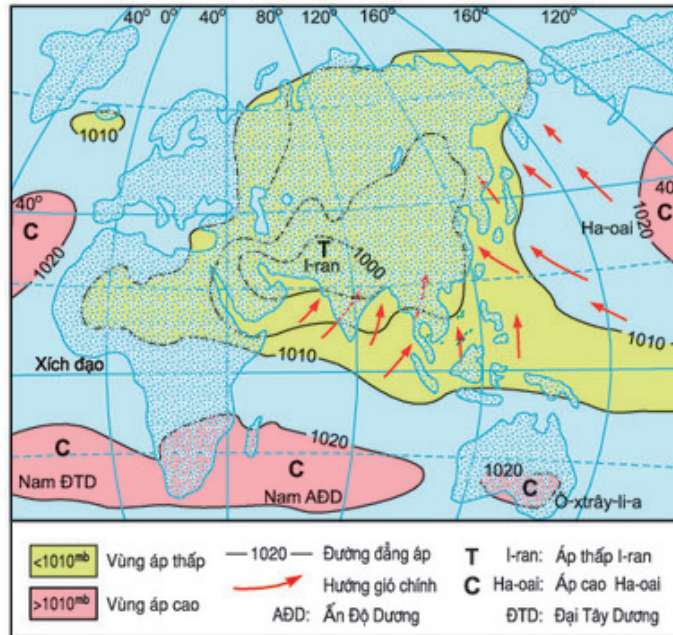 40° 0° 40° 80° 120° 160° 160° 120°
1010
40°
40°
C
C
1020
1020
Ha-oai
T
I-ran
1000
1010
1010
Xích đạo
1020
1020
C
C
C
Nam ĐTD
Nam AĐD
Ô-xtrây-li-a
<1010mb Vùng áp thấp
>1010mb Vùng áp cao
— 1020 — Đường đẳng áp
Hướng gió chính
AĐD: Ấn Độ Dương
T I-ran: Áp thấp I-ran
C Ha-oai: Áp cao Ha-oai
ĐTD: Đại Tây Dương